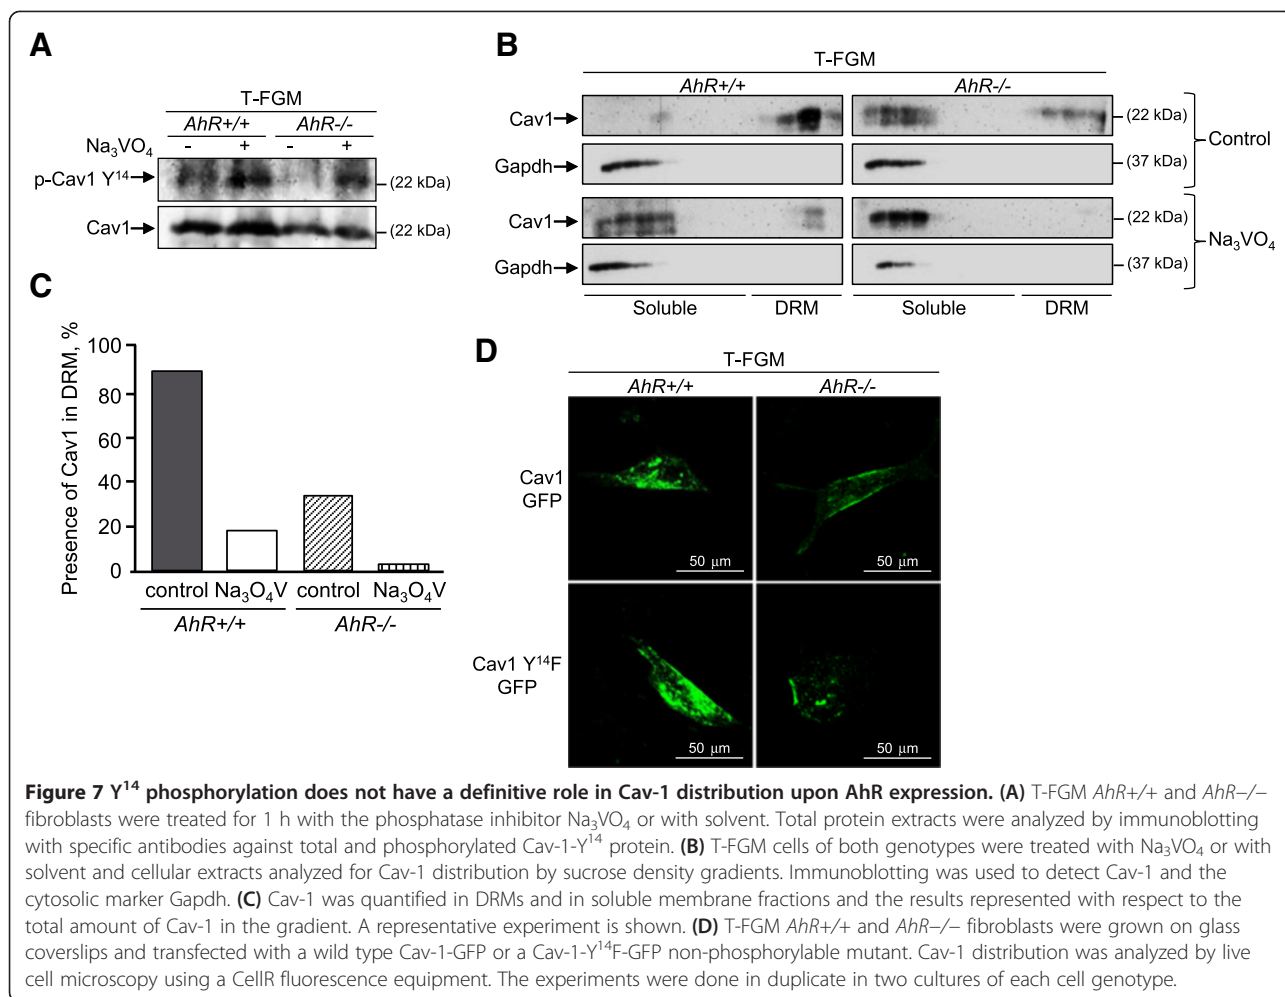 A
T-FGM
AhR+/+ AhR-/-
Na₃VO₄ - + - +
p-Cav1 Y¹⁴ (22 kDa)
Cav1 (22 kDa)
B
T-FGM
AhR+/+ AhR-/-
Cav1 (22 kDa)
Gapdh (37 kDa)
Control
Cav1 (22 kDa)
Gapdh (37 kDa)
Na₃VO₄
Soluble DRM Soluble DRM
C
Presence of Cav1 in DRM, %
100
80
60
40
20
0
control Na₃O₄V control Na₃O₄V
AhR+/+ AhR-/-
D
T-FGM
AhR+/+ AhR-/-
Cav1
GFP
50 µm 50 µm
Cav1 Y¹⁴F
GFP
50 µm 50 µm
Figure 7 Y¹⁴ phosphorylation does not have a definitive role in Cav-1 distribution upon AhR expression. (A) T-FGM AhR+/+ and AhR−/−
fibroblasts were treated for 1 h with the phosphatase inhibitor Na₃VO₄ or with solvent. Total protein extracts were analyzed by immunoblotting
with specific antibodies against total and phosphorylated Cav-1-Y¹⁴ protein. (B) T-FGM cells of both genotypes were treated with Na₃VO₄ or with
solvent and cellular extracts analyzed for Cav-1 distribution by sucrose density gradients. Immunoblotting was used to detect Cav-1 and the
cytosolic marker Gapdh. (C) Cav-1 was quantified in DRMs and in soluble membrane fractions and the results represented with respect to the
total amount of Cav-1 in the gradient. A representative experiment is shown. (D) T-FGM AhR+/+ and AhR−/− fibroblasts were grown on glass
coverslips and transfected with a wild type Cav-1-GFP or a Cav-1-Y¹⁴F-GFP non-phosphorylable mutant. Cav-1 distribution was analyzed by live
cell microscopy using a CellR fluorescence equipment. The experiments were done in duplicate in two cultures of each cell genotype.